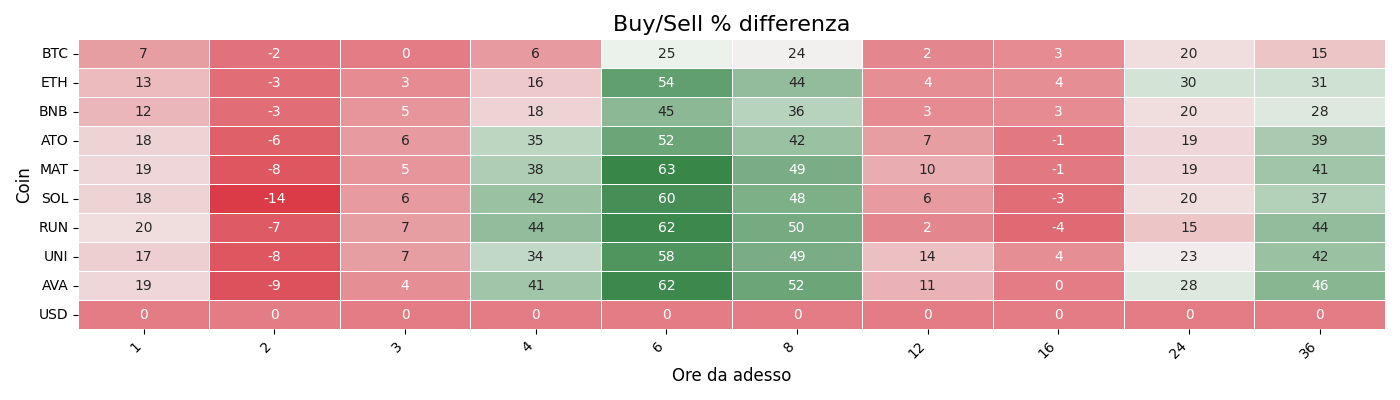 Buy/Sell % differenza
Coin
BTC 7 -2 0 6 25 24 2 3 20 15
ETH 13 -3 3 16 54 44 4 4 30 31
BNB 12 -3 5 18 45 36 3 3 20 28
ATO 18 -6 6 35 52 42 7 -1 19 39
MAT 19 -8 5 38 63 49 10 -1 19 41
SOL 18 -14 6 42 60 48 6 -3 20 37
RUN 20 -7 7 44 62 50 2 -4 15 44
UNI 17 -8 7 34 58 49 14 4 23 42
AVA 19 -9 4 41 62 52 11 0 28 46
USD 0 0 0 0 0 0 0 0 0 0
1 2 3 4 6 8 12 16 24 36
Ore da adesso